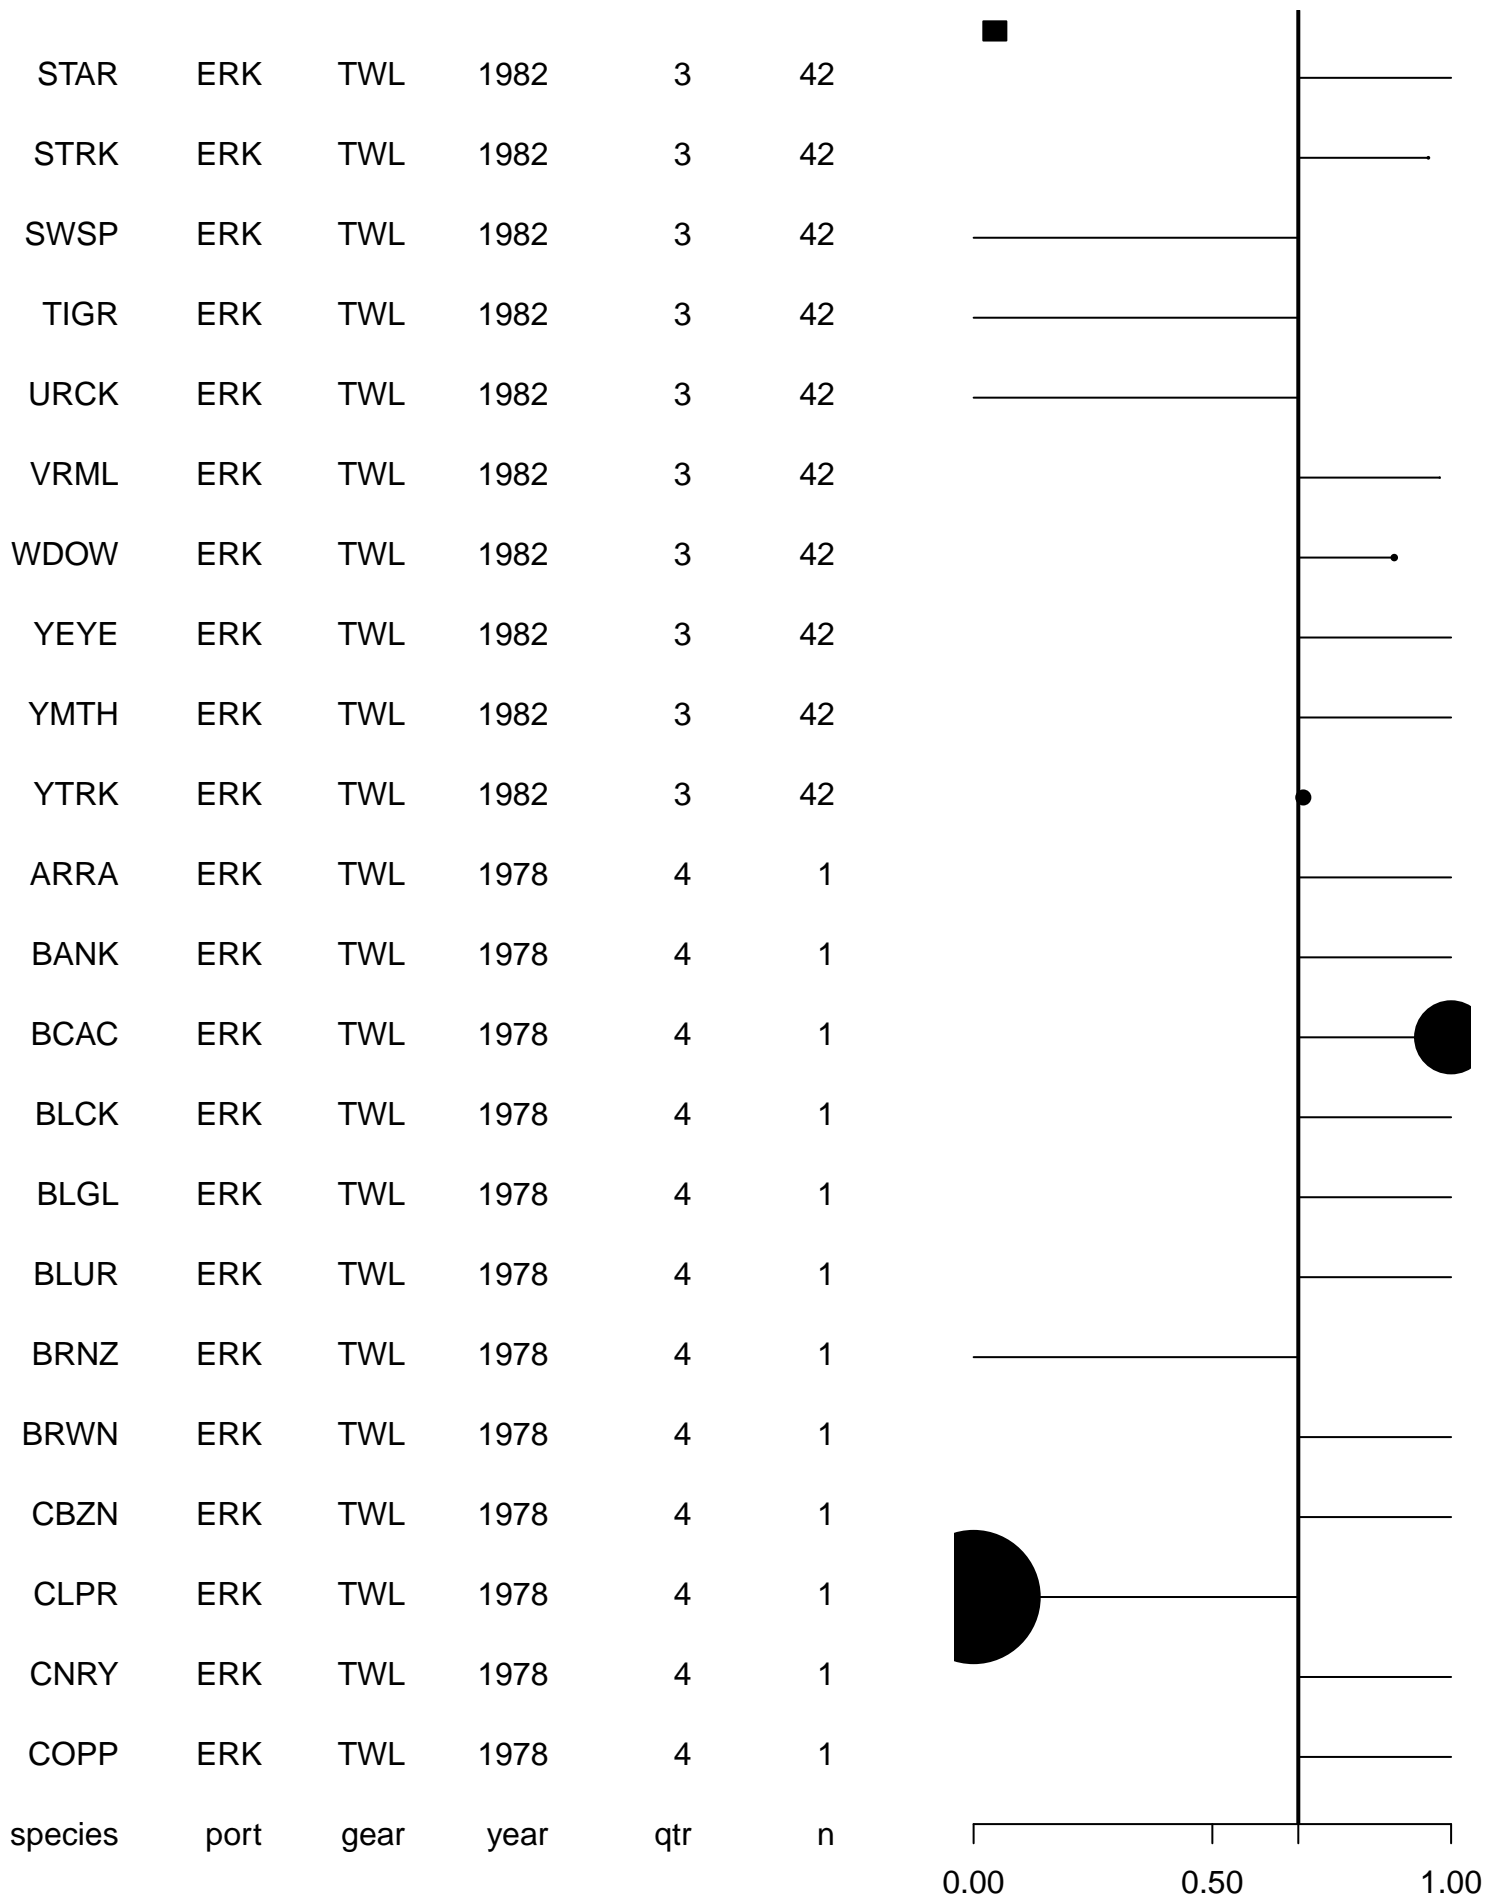 STAR ERK TWL 1982 3 42
STRK ERK TWL 1982 3 42
SWSP ERK TWL 1982 3 42
TIGR ERK TWL 1982 3 42
URCK ERK TWL 1982 3 42
VRML ERK TWL 1982 3 42
WDOW ERK TWL 1982 3 42
YEYE ERK TWL 1982 3 42
YMTH ERK TWL 1982 3 42
YTRK ERK TWL 1982 3 42
ARRA ERK TWL 1978 4 1
BANK ERK TWL 1978 4 1
BCAC ERK TWL 1978 4 1
BLCK ERK TWL 1978 4 1
BLGL ERK TWL 1978 4 1
BLUR ERK TWL 1978 4 1
BRNZ ERK TWL 1978 4 1
BRWN ERK TWL 1978 4 1
CBZN ERK TWL 1978 4 1
CLPR ERK TWL 1978 4 1
CNRY ERK TWL 1978 4 1
COPP ERK TWL 1978 4 1
species port gear year qtr n
0.00 0.50 1.00